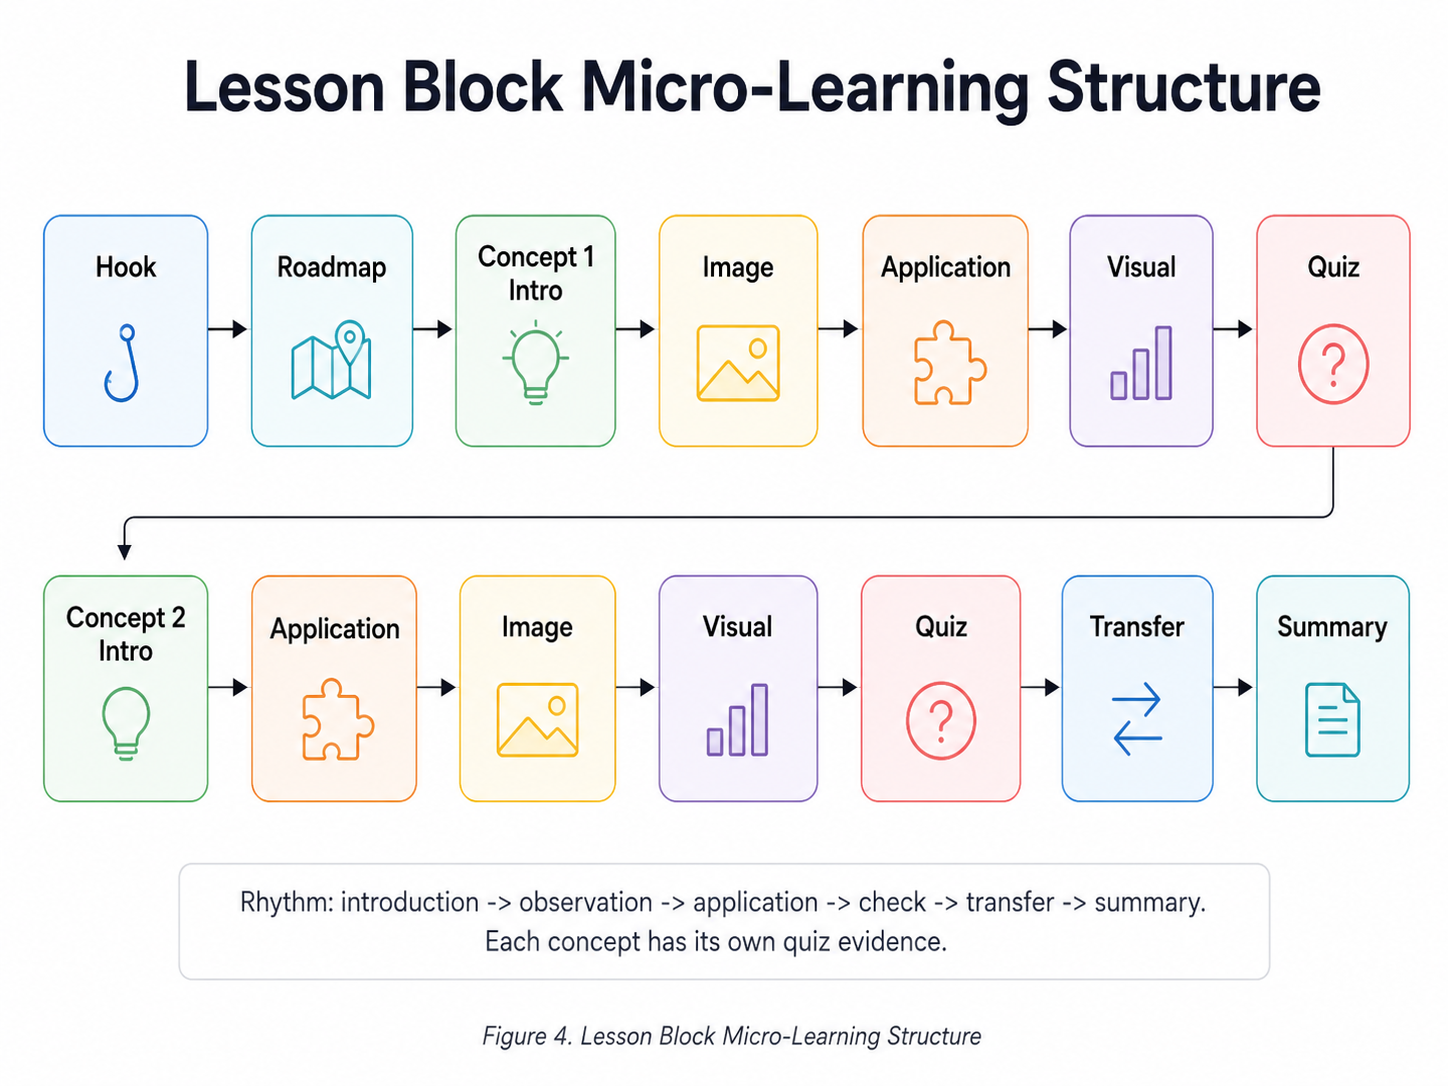 Lesson Block Micro-Learning Structure
Hook
Roadmap
Concept 1
Intro
Image
Application
Visual
Quiz
?
Concept 2
Intro
Application
Image
Visual
Quiz
?
Transfer
Summary
Rhythm: introduction -> observation -> application -> check -> transfer -> summary.
Each concept has its own quiz evidence.
Figure 4. Lesson Block Micro-Learning Structure